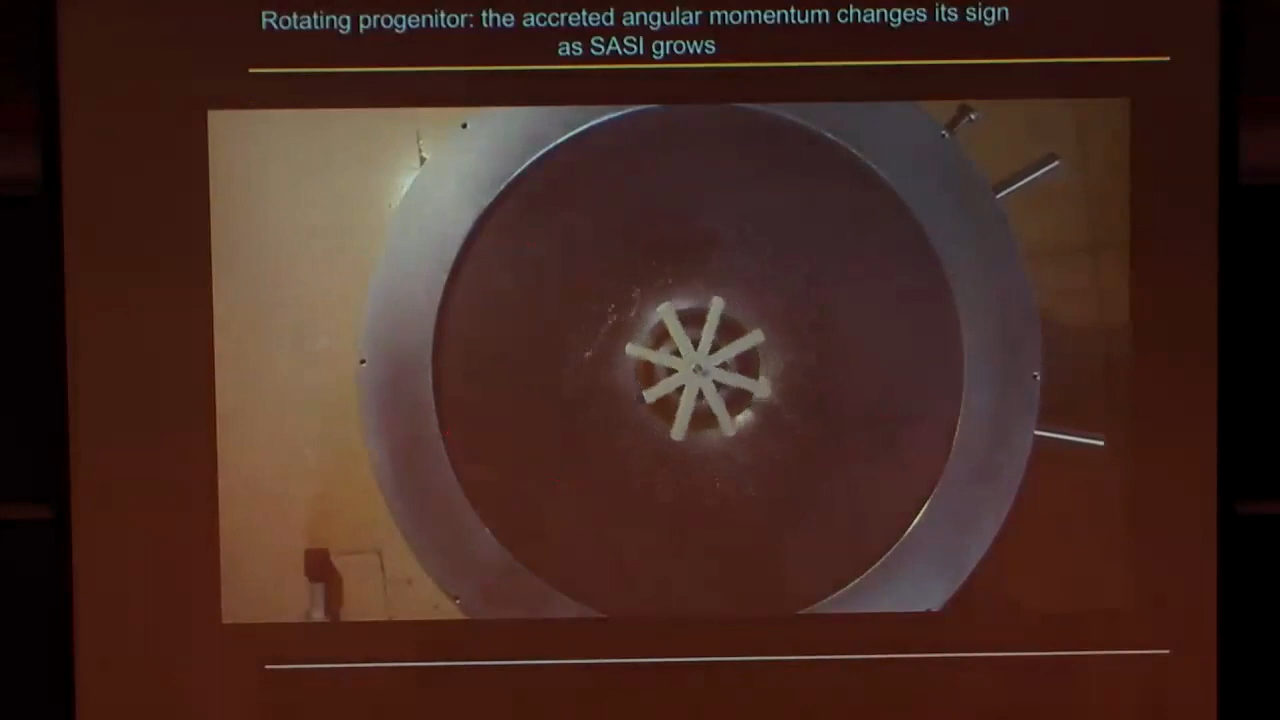 Rotating progenitor: the accreted angular momentum changes its sign
as SASI grows